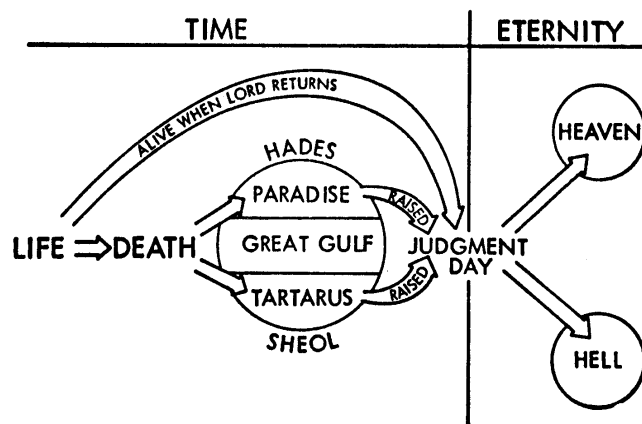 TIME
ETERNITY
ALIVE WHEN LORD RETURNS
HADES
PARADISE
RAISED
HEAVEN
LIFE
DEATH
GREAT GULF
JUDGMENT
DAY
TARTARUS
RAISED
SHEOL
HELL